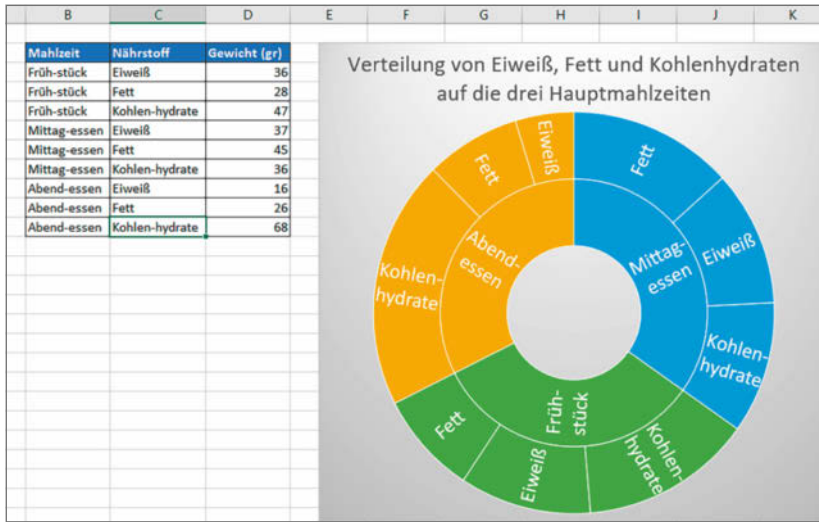 B C D E F G H I J K
Mahlzeit Nährstoff Gewicht (gr)
Früh-stück Eiweiß 36
Früh-stück Fett 28
Früh-stück Kohlen-hydrate 47
Mittag-essen Eiweiß 37
Mittag-essen Fett 45
Mittag-essen Kohlen-hydrate 36
Abend-essen Eiweiß 16
Abend-essen Fett 26
Abend-essen Kohlen-hydrate 68
Verteilung von Eiweiß, Fett und Kohlenhydraten
auf die drei Hauptmahlzeiten
Fett
Eiweiß
Kohlen-
hydrate
Mittag-
essen
Kohlen-
hydrate
Eiweiß
Fett
Früh-
stück
Kohlen-
hydrate
Fett
Eiweiß
Abend-
essen